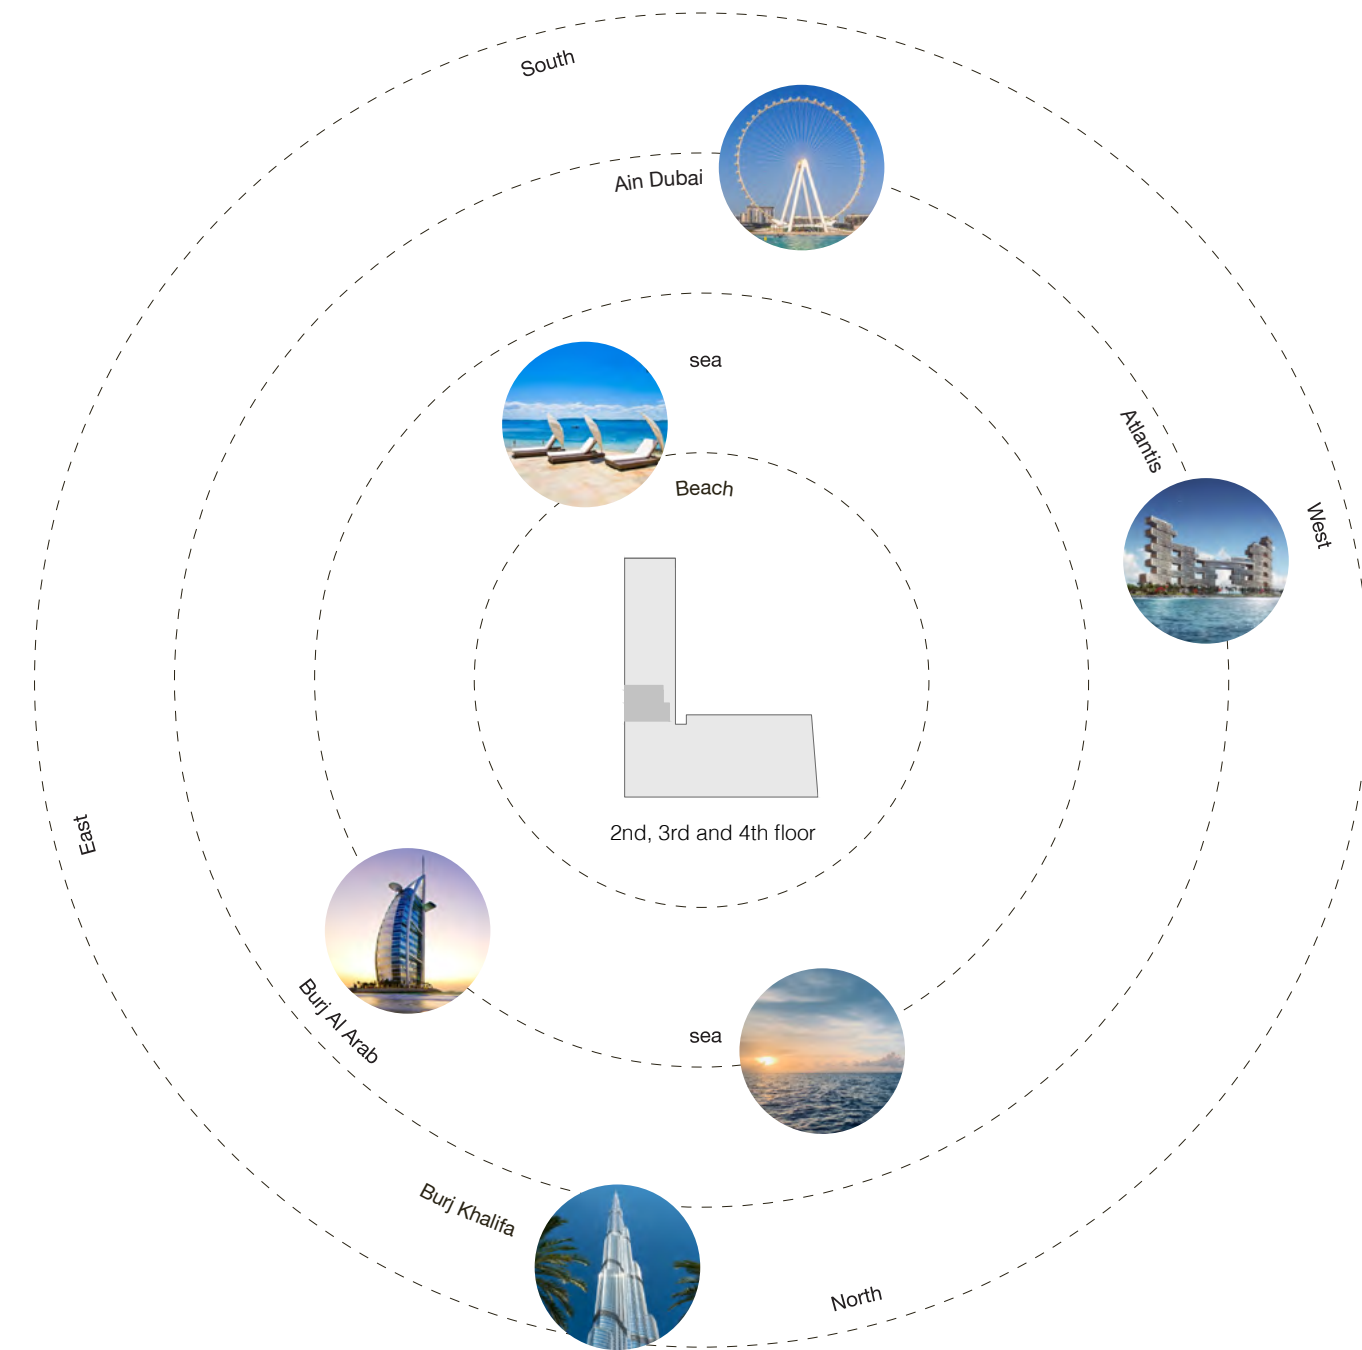 South
Ain Dubai
sea
Beach
Atlantis
West
2nd, 3rd and 4th floor
East
Burj Al Arab
sea
Burj Khalifa
North